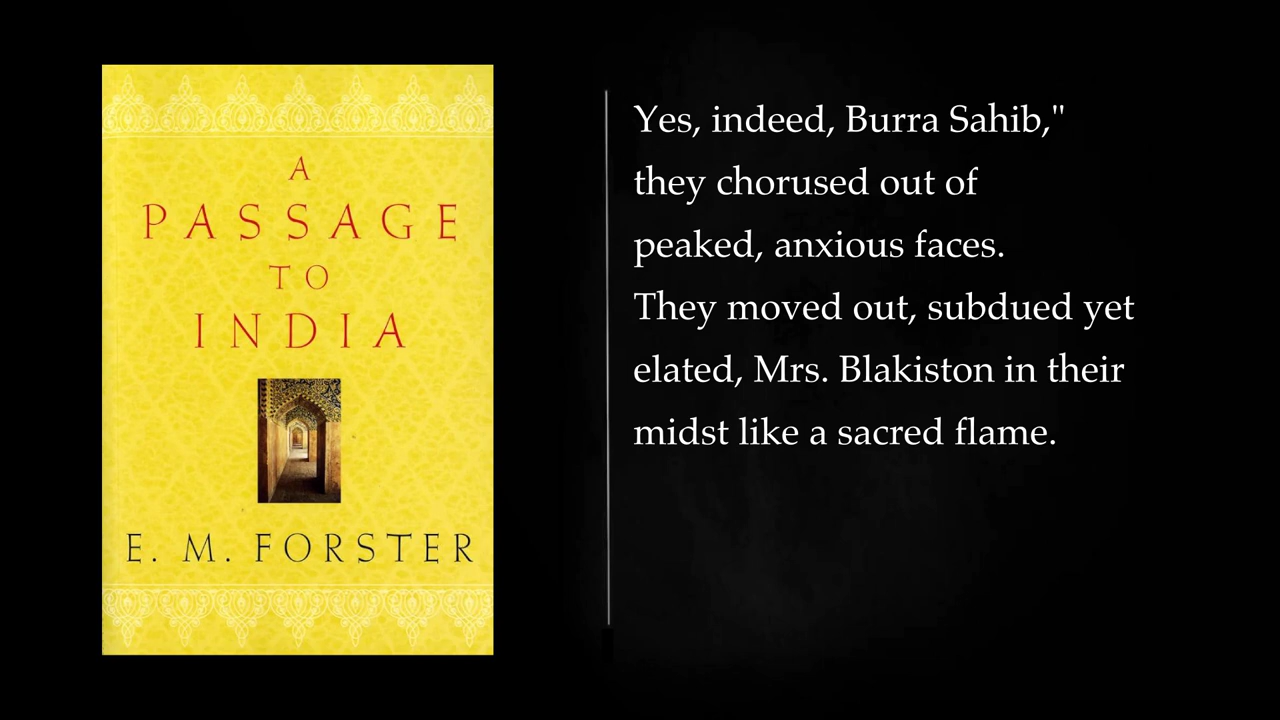 A
PASSAGE
TO
INDIA
E. M. FORSTER
Yes, indeed, Burra Sahib,"
they chorused out of
peaked, anxious faces.
They moved out, subdued yet
elated, Mrs. Blakiston in their
midst like a sacred flame.